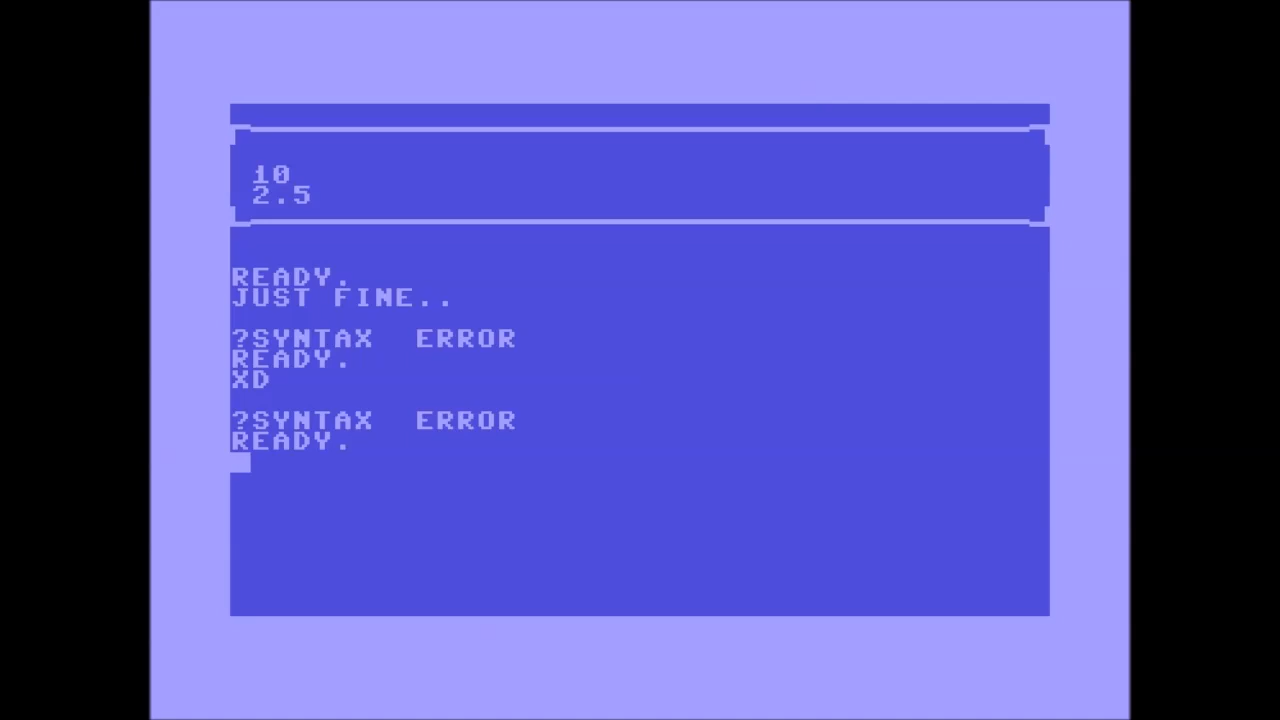 10
2.5
READY.
JUST FINE..
?SYNTAX  ERROR
READY.
XD
?SYNTAX  ERROR
READY.